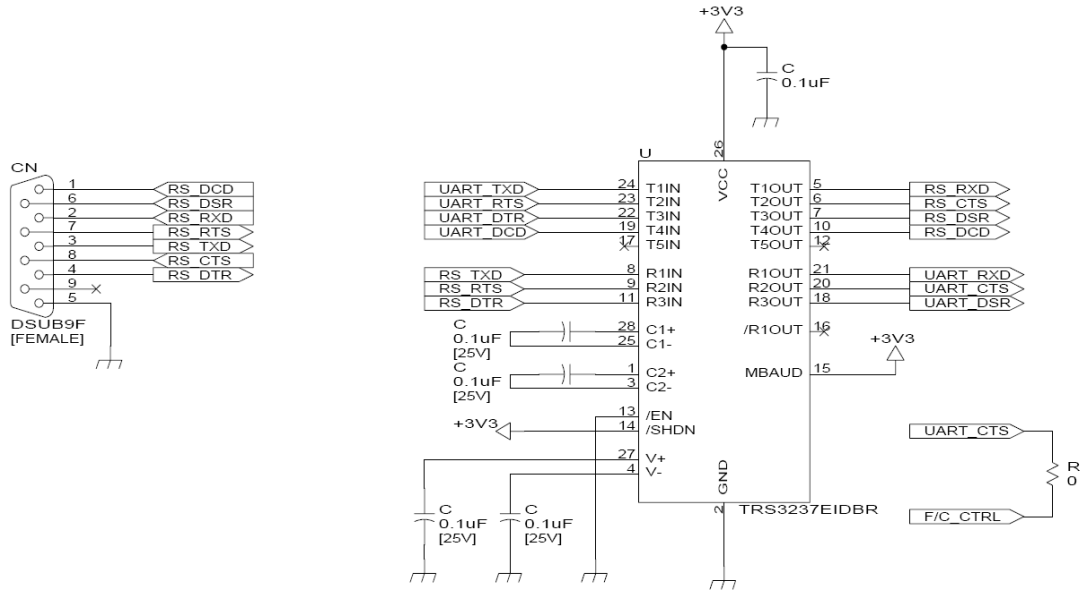 +3V3
C
0.1uF
CN
1 RS_DCD
6 RS_DSR
2 RS_RXD
7 RS_RTS
3 RS_TXD
8 RS_CTS
4 RS_DTR
9
5
DSUB9F
[FEMALE]
U
26
VCC
UART_TXD 24 T1IN T1OUT 5 RS_RXD
UART_RTS 23 T2IN T2OUT 6 RS_CTS
UART_DTR 22 T3IN T3OUT 7 RS_DSR
UART_DCD 19 T4IN T4OUT 10 RS_DCD
17 T5IN T5OUT 12
RS_TXD 8 R1IN R1OUT 21 UART_RXD
RS_RTS 9 R2IN R2OUT 20 UART_CTS
RS_DTR 11 R3IN R3OUT 18 UART_DSR
C
0.1uF
[25V]
28 C1+ /R1OUT 16
25 C1-
C
0.1uF
[25V]
1 C2+ MBAUD 15
3 C2-
+3V3
13 /EN
+3V3 14 /SHDN
27 V+
4 V-
GND
2
TRS3237EIDBR
C
0.1uF
[25V]
C
0.1uF
[25V]
UART_CTS
R
0
F/C_CTRL